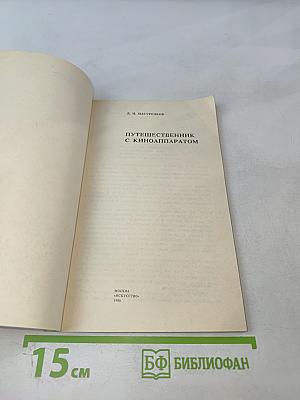 ПУТЕШЕСТВЕННИК
С КИНОАППАРАТОМ
МОСКВА
«ИСКУССТВО»
15 см
БФ БИБЛИОФАН